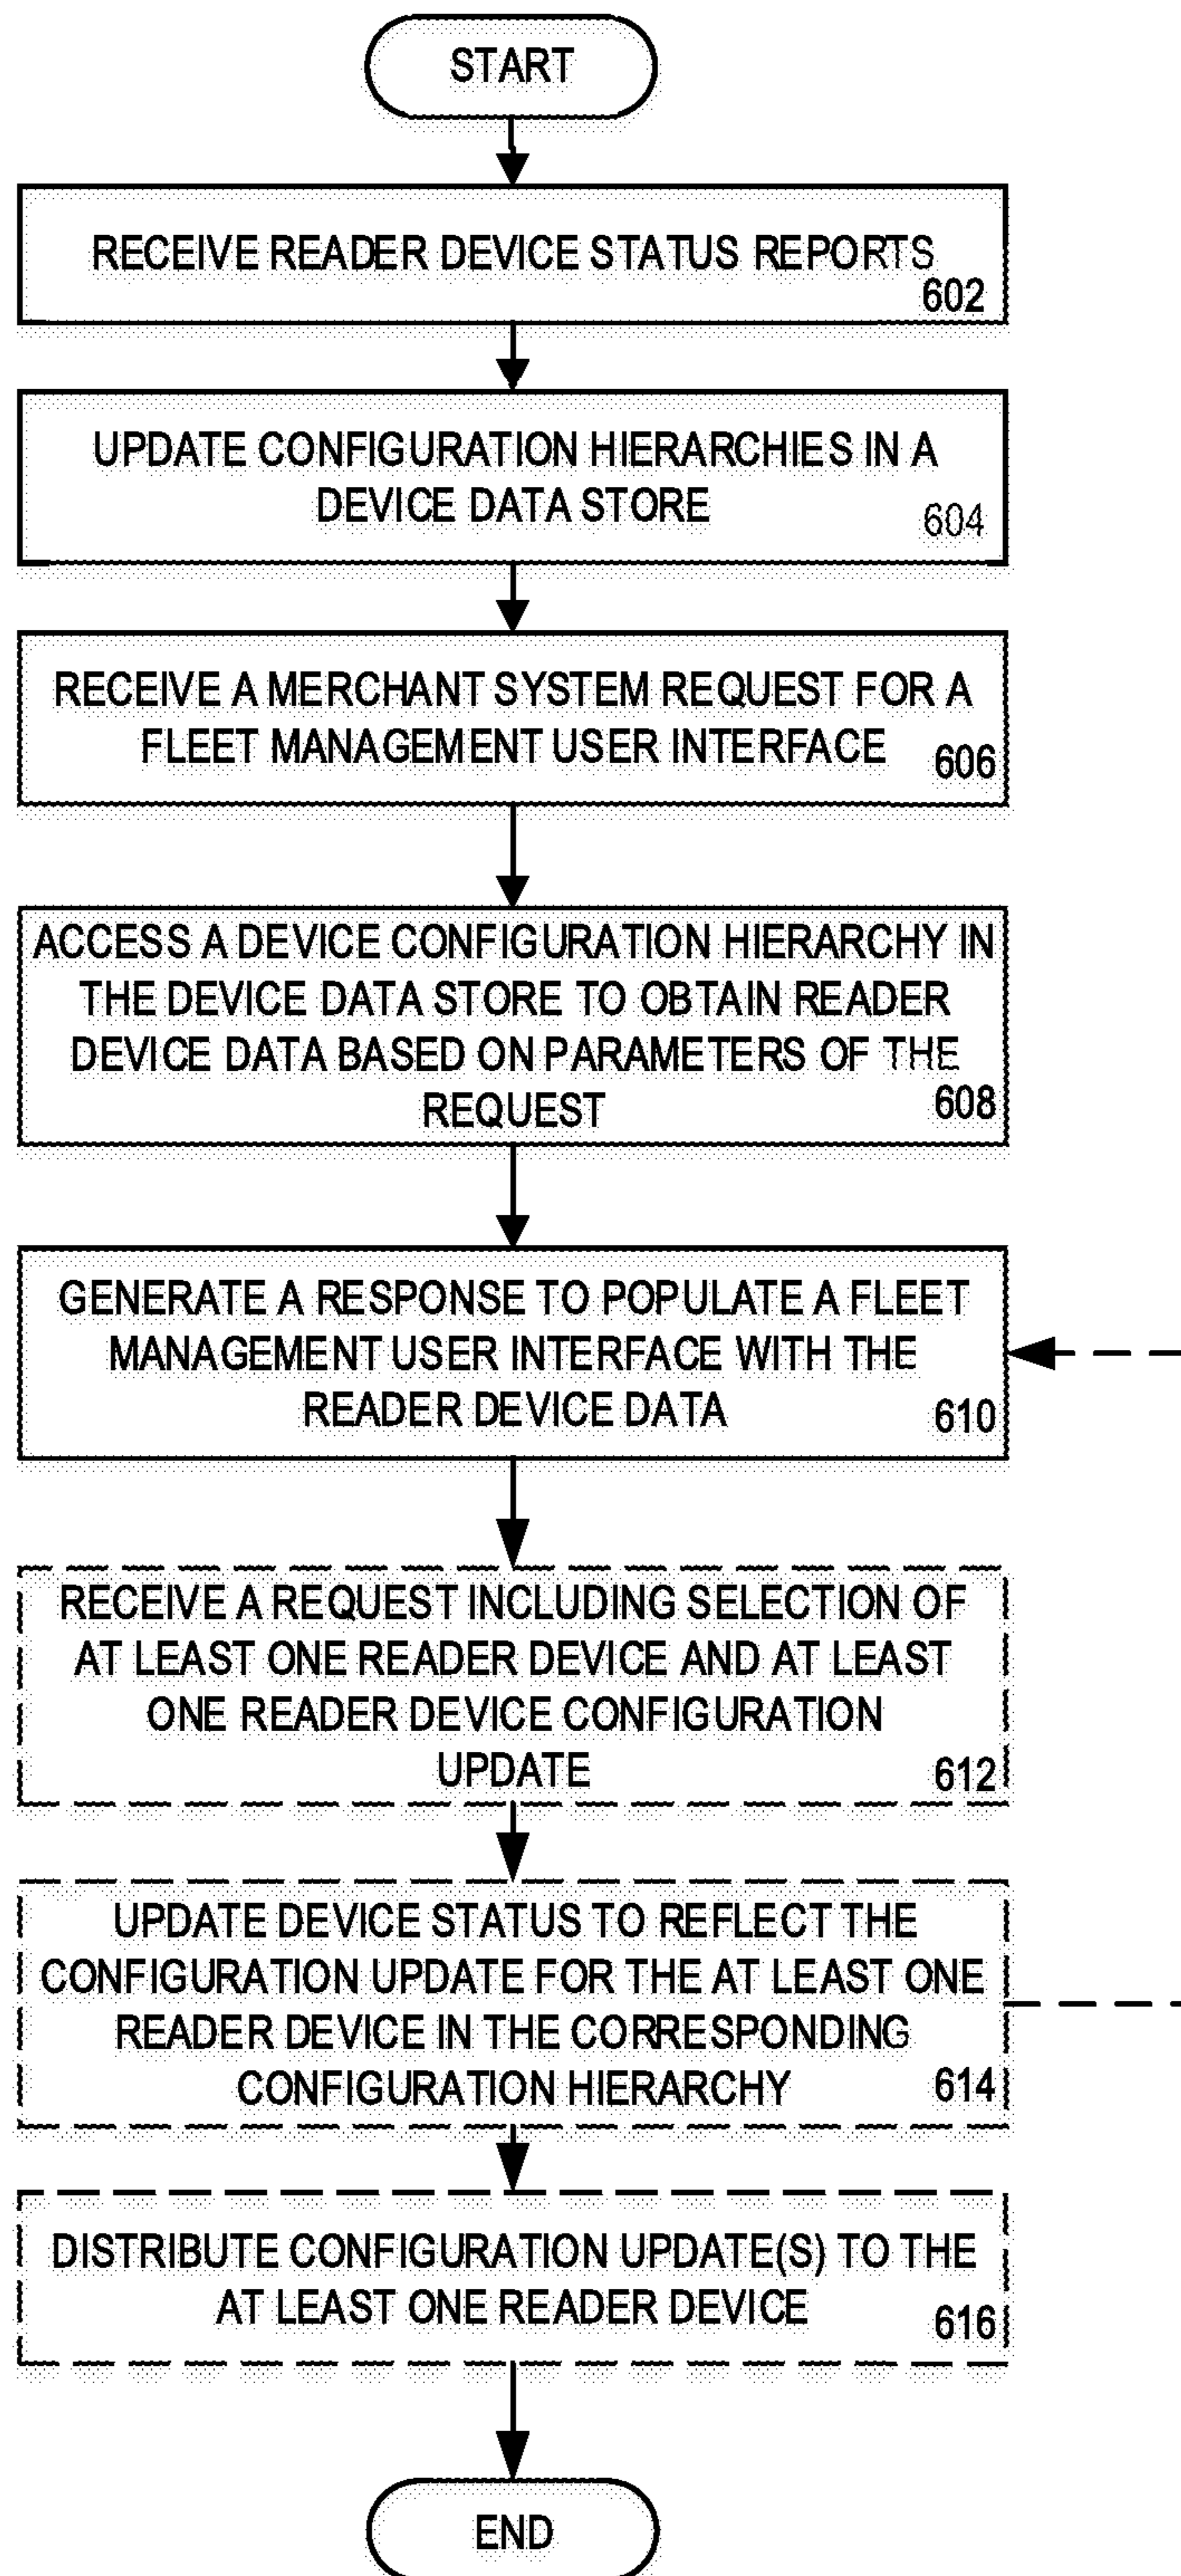 START
RECEIVE READER DEVICE STATUS REPORTS
602
UPDATE CONFIGURATION HIERARCHIES IN A
DEVICE DATA STORE
604
RECEIVE A MERCHANT SYSTEM REQUEST FOR A
FLEET MANAGEMENT USER INTERFACE
606
ACCESS A DEVICE CONFIGURATION HIERARCHY IN
THE DEVICE DATA STORE TO OBTAIN READER
DEVICE DATA BASED ON PARAMETERS OF THE
REQUEST
608
GENERATE A RESPONSE TO POPULATE A FLEET
MANAGEMENT USER INTERFACE WITH THE
READER DEVICE DATA
610
RECEIVE A REQUEST INCLUDING SELECTION OF
AT LEAST ONE READER DEVICE AND AT LEAST
ONE READER DEVICE CONFIGURATION
UPDATE
612
UPDATE DEVICE STATUS TO REFLECT THE
CONFIGURATION UPDATE FOR THE AT LEAST ONE
READER DEVICE IN THE CORRESPONDING
CONFIGURATION HIERARCHY
614
DISTRIBUTE CONFIGURATION UPDATE(S) TO THE
AT LEAST ONE READER DEVICE
616
END